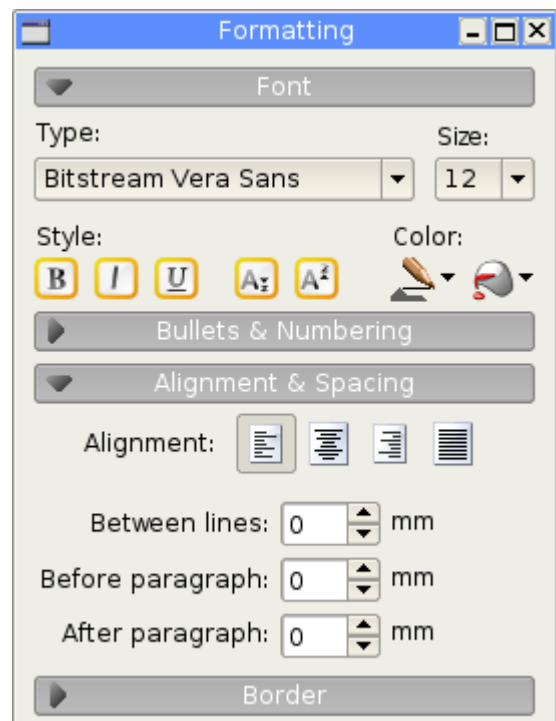 Formatting
Font
Type: Size:
Bitstream Vera Sans 12
Style: Color:
B I U A A
Bullets & Numbering
Alignment & Spacing
Alignment:
Between lines: 0 mm
Before paragraph: 0 mm
After paragraph: 0 mm
Border